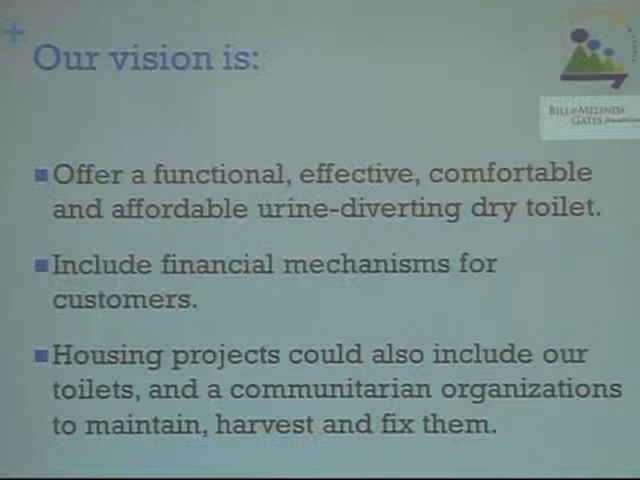 +
Our vision is:
BILL & MELINDA
GATES foundation
Offer a functional, effective, comfortable
and affordable urine-diverting dry toilet.
Include financial mechanisms for
customers.
Housing projects could also include our
toilets, and a communitarian organizations
to maintain, harvest and fix them.